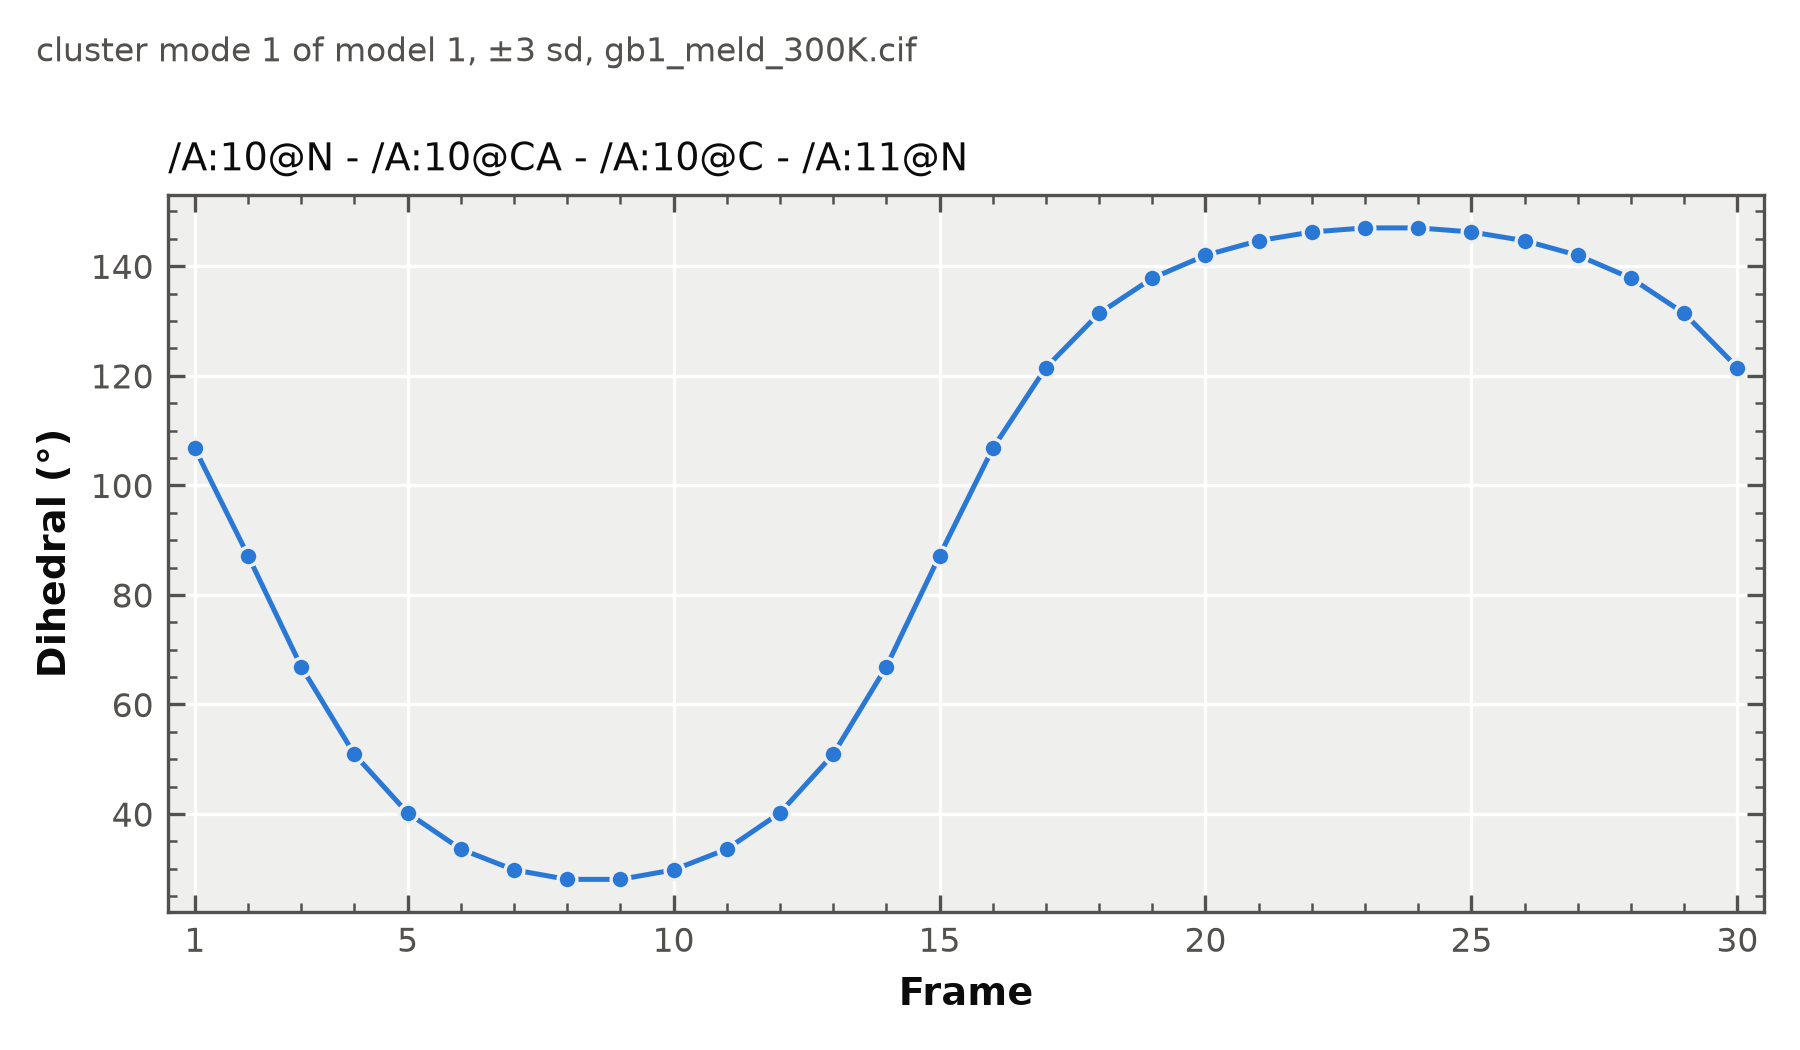 cluster mode 1 of model 1, ±3 sd, gb1_meld_300K.cif
/A:10@N - /A:10@CA - /A:10@C - /A:11@N
140
120
100
80
60
40
Dihedral (°)
1 5 10 15 20 25 30
Frame